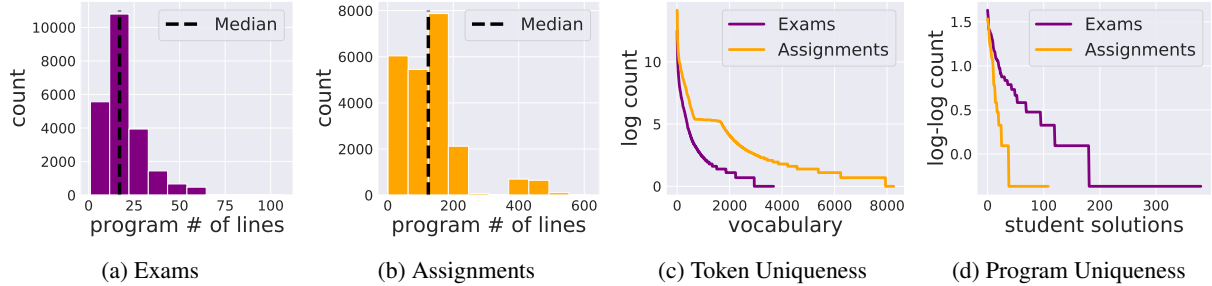 10000
8000
6000
4000
2000
0
count
0
25
50
75
100
program # of lines
Median
(a) Exams
8000
6000
4000
2000
0
count
0
200
400
600
program # of lines
Median
(b) Assignments
10
5
0
log count
0
2000
4000
6000
8000
vocabulary
Exams
Assignments
(c) Token Uniqueness
1.5
1.0
0.5
0.0
log-log count
0
100
200
300
student solutions
Exams
Assignments
(d) Program Uniqueness